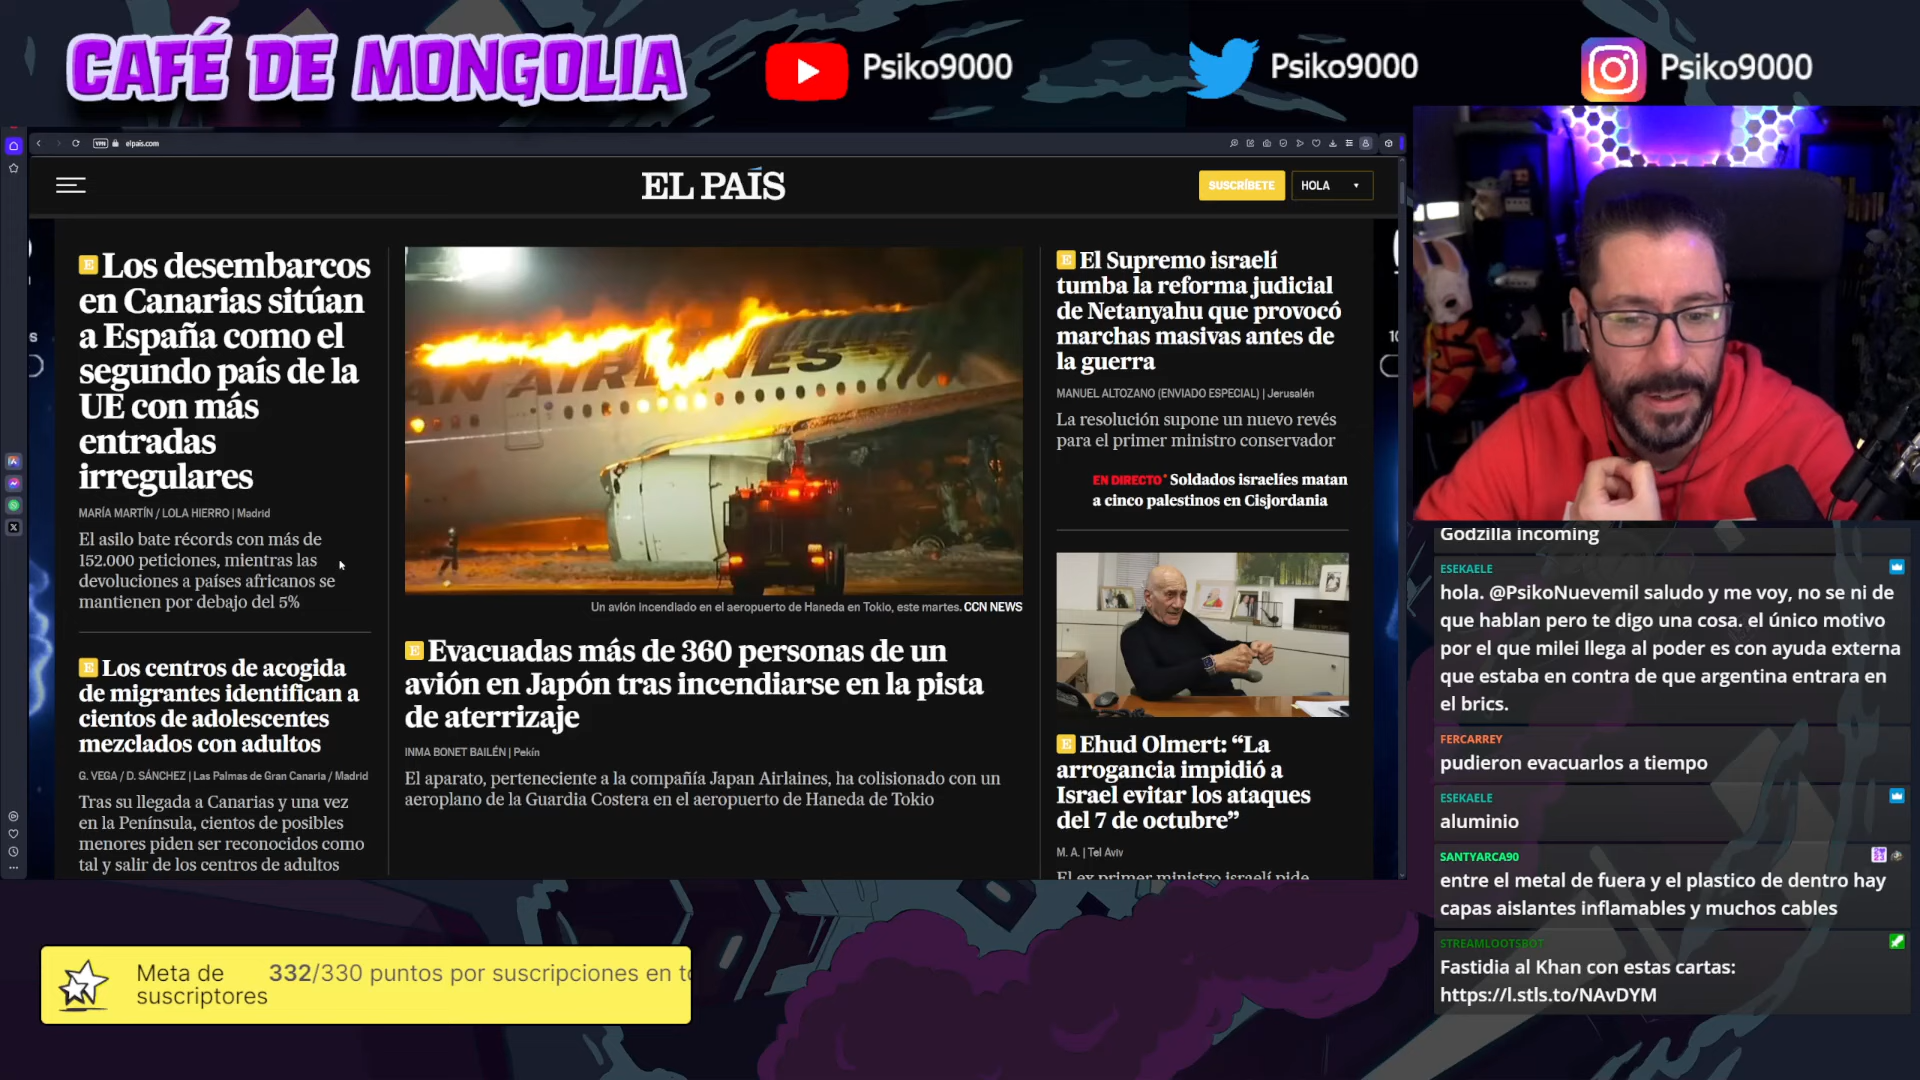 CAFÉ DE MONGOLIA
Psiko9000
Psiko9000
Psiko9000
VPN
elpais.com
EL PAÍS
SUSCRÍBETE
HOLA
E Los desembarcos
en Canarias sitúan
a España como el
segundo país de la
UE con más
entradas
irregulares
MARÍA MARTÍN / LOLA HIERRO | Madrid
El asilo bate récords con más de
152.000 peticiones, mientras las
devoluciones a países africanos se
mantienen por debajo del 5%
E Los centros de acogida
de migrantes identifican a
cientos de adolescentes
mezclados con adultos
G. VEGA / D. SÁNCHEZ | Las Palmas de Gran Canaria / Madrid
Tras su llegada a Canarias y una vez
en la Península, cientos de posibles
menores piden ser reconocidos como
tal y salir de los centros de adultos
AN AIRLINES
Un avión incendiado en el aeropuerto de Haneda en Tokio, este martes. CCN NEWS
E Evacuadas más de 360 personas de un
avión en Japón tras incendiarse en la pista
de aterrizaje
INMA BONET BAILÉN | Pekín
El aparato, perteneciente a la compañía Japan Airlaines, ha colisionado con un
aeroplano de la Guardia Costera en el aeropuerto de Haneda de Tokio
E El Supremo israelí
tumba la reforma judicial
de Netanyahu que provocó
marchas masivas antes de
la guerra
MANUEL ALTOZANO (ENVIADO ESPECIAL) | Jerusalén
La resolución supone un nuevo revés
para el primer ministro conservador
EN DIRECTO Soldados israelíes matan
a cinco palestinos en Cisjordania
E Ehud Olmert: “La
arrogancia impidió a
Israel evitar los ataques
del 7 de octubre”
M. A. | Tel Aviv
El ex primer ministro israelí pide
Godzilla incoming
ESEKAELE
hola. @PsikoNuevemil saludo y me voy, no se ni de
que hablan pero te digo una cosa. el único motivo
por el que milei llega al poder es con ayuda externa
que estaba en contra de que argentina entrara en
el brics.
FERCARREY
pudieron evacuarlos a tiempo
ESEKAELE
aluminio
SANTYARCA90
entre el metal de fuera y el plastico de dentro hay
capas aislantes inflamables y muchos cables
STREAMLOOTSBOT
Fastidia al Khan con estas cartas:
https://l.stls.to/NAvDYM
Meta de
suscriptores
332/330 puntos por suscripciones en to